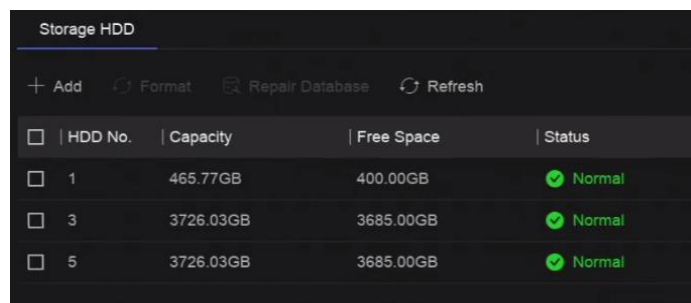 Storage HDD
+ Add Format Repair Database Refresh
HDD No. | Capacity | Free Space | Status
1 465.77GB 400.00GB Normal
3 3726.03GB 3685.00GB Normal
5 3726.03GB 3685.00GB Normal